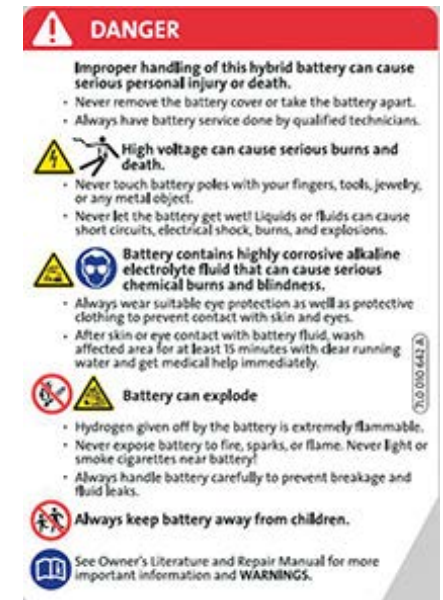 DANGER
Improper handling of this hybrid battery can cause
serious personal injury or death.
• Never remove the battery cover or take the battery apart.
• Always have battery service done by qualified technicians.
High voltage can cause serious burns and
death.
• Never touch battery poles with your fingers, tools, jewelry,
or any metal object.
• Never let the battery get wet! Liquids or fluids can cause
short circuits, electrical shock, burns, and explosions.
Battery contains highly corrosive alkaline
electrolyte fluid that can cause serious
chemical burns and blindness.
• Always wear suitable eye protection as well as protective
clothing to prevent contact with skin and eyes.
• After skin or eye contact with battery fluid, wash
affected area for at least 15 minutes with clear running
water and get medical help immediately.
Battery can explode
• Hydrogen given off by the battery is extremely flammable.
• Never expose battery to fire, sparks, or flame. Never light or
smoke cigarettes near battery!
• Always handle battery carefully to prevent breakage and
fluid leaks.
Always keep battery away from children.
See Owner's Literature and Repair Manual for more
important information and WARNINGS.
7L0 010 642 A